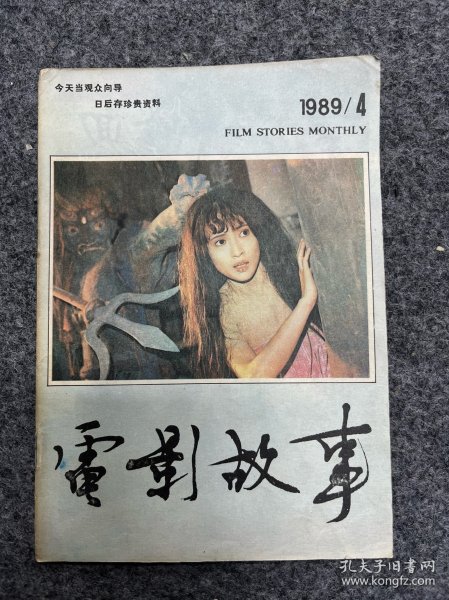 今天当观众向导
日后存珍贵资料
1989/4
FILM STORIES MONTHLY
電影故事
孔夫子旧书网
www.kongfz.com